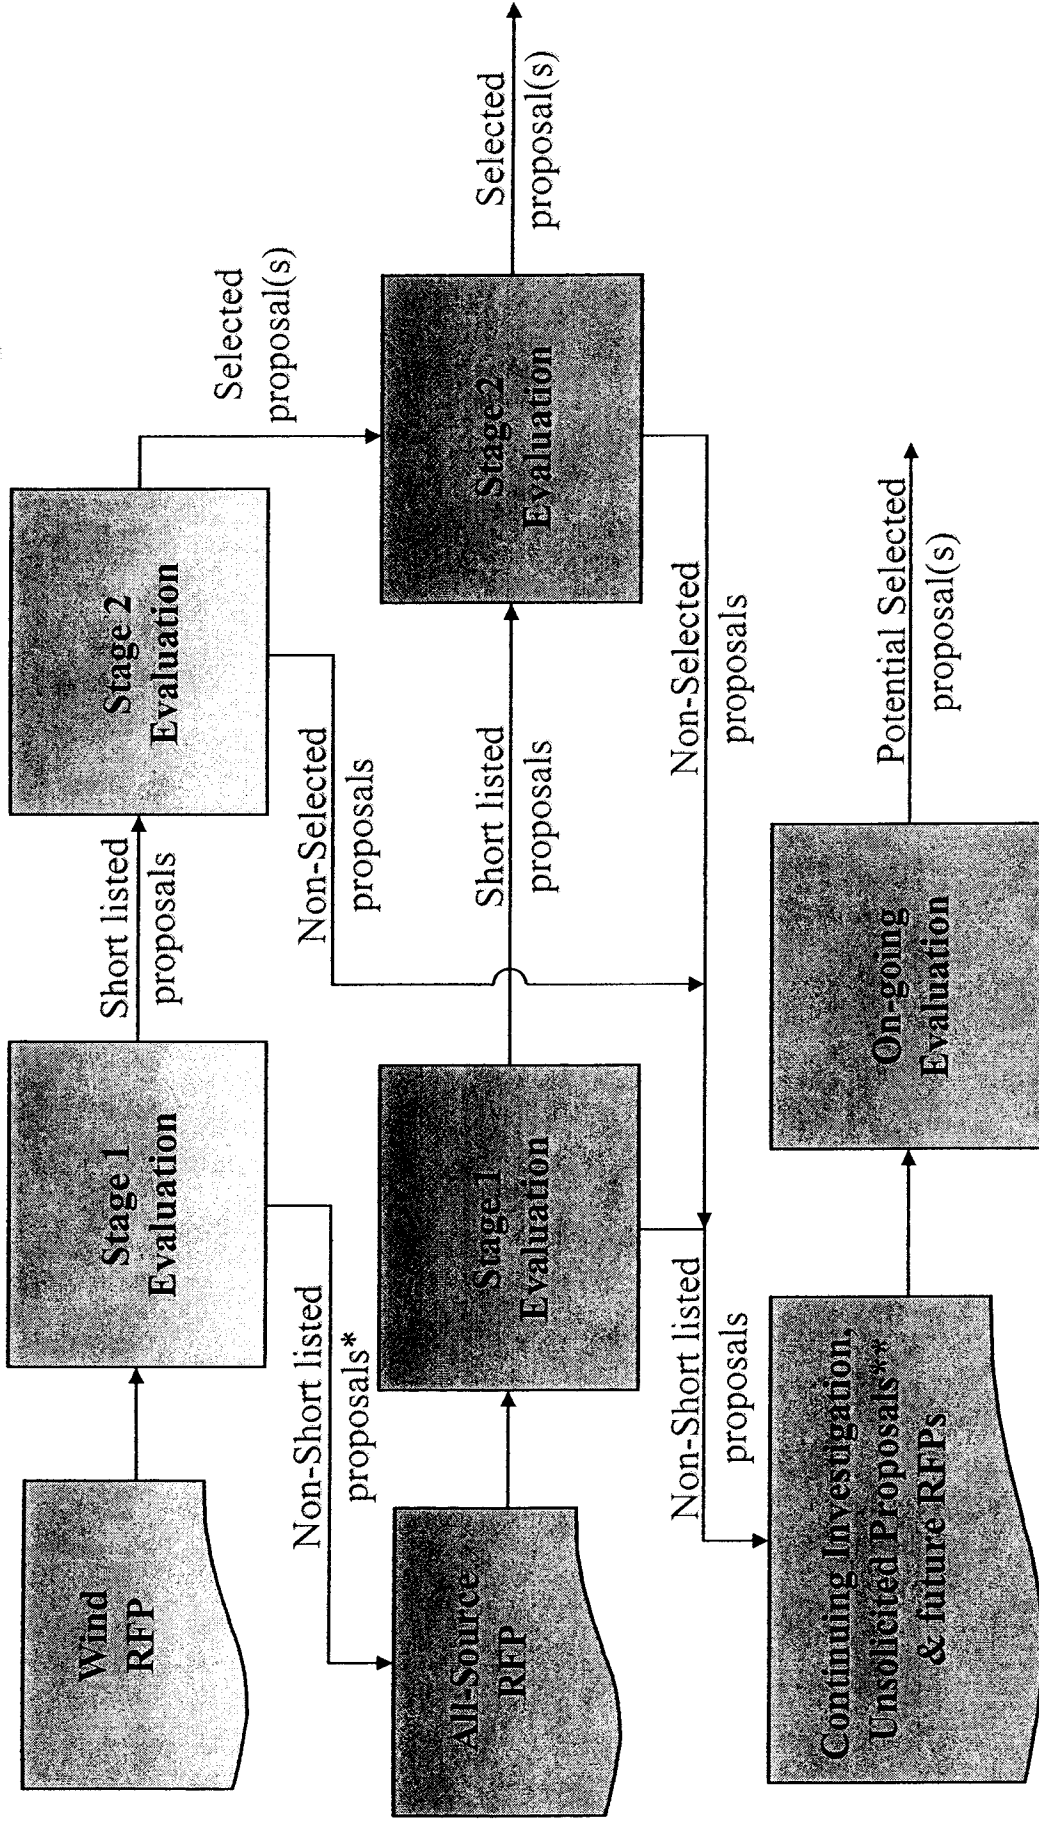 Wind
RFP
Stage 1
Evaluation
Short listed
proposals
Stage 2
Evaluation
Selected
proposal(s)
Non-Short listed
proposals*
Non-Selected
proposals
All-Source
RFP
Stage 1
Evaluation
Short listed
proposals
Stage 2
Evaluation
Selected
proposal(s)
Non-Short listed
proposals
Non-Selected
proposals
Continuing Investigation,
Unsolicited Proposals**
& future RFPs
On-going
Evaluation
Potential Selected
proposal(s)